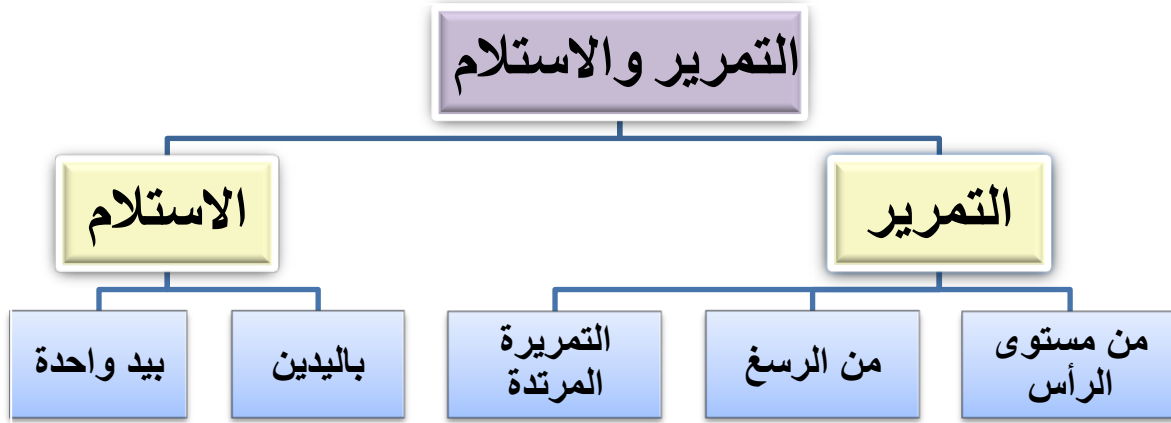 التمرير والاستلام
التمرير
الاستلام
من مستوى
الرأس
من الرسغ
التمريرة
المرتدة
باليدين
بيد واحدة